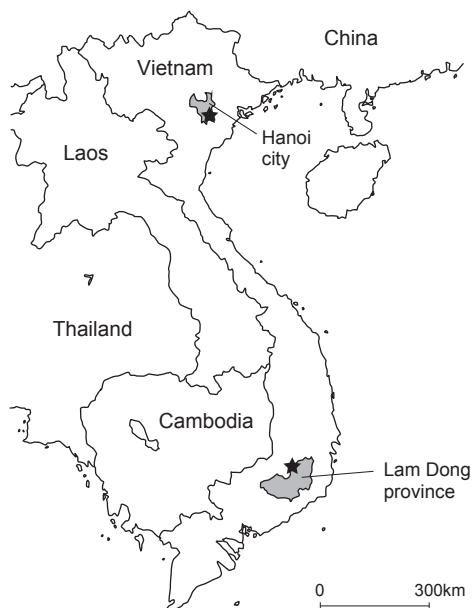 China
Vietnam
Hanoi
city
Laos
Thailand
Cambodia
Lam Dong
province
0 300km